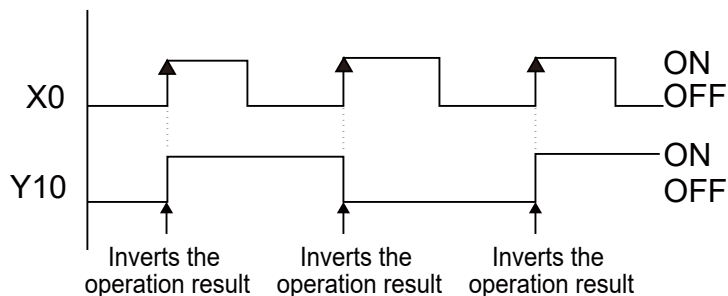 X0
ON
OFF
Y10
ON
OFF
Inverts the
operation result
Inverts the
operation result
Inverts the
operation result